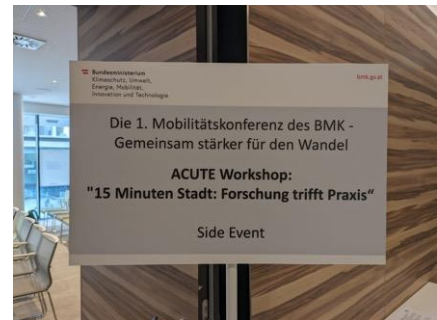 Bundesministerium
Klimaschutz, Umwelt,
Energie, Mobilität,
Innovation und Technologie
bmk.gv.at
Die 1. Mobilitätskonferenz des BMK -
Gemeinsam stärker für den Wandel
ACUTE Workshop:
"15 Minuten Stadt: Forschung trifft Praxis“
Side Event